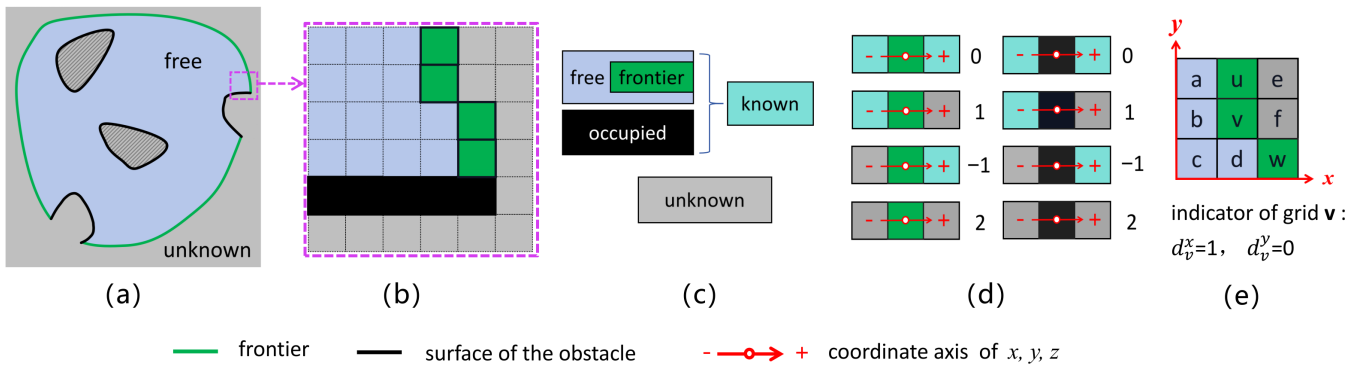 free
unknown
(a)
(b)
free
frontier
occupied
known
unknown
(c)
- + 0
- + 0
- + 1
- + 1
- + −1
- + −1
- + 2
- + 2
(d)
y
a u e
b v f
c d w
x
indicator of grid v :
d_v^x=1, d_v^y=0
(e)
frontier
surface of the obstacle
- +
coordinate axis of x, y, z